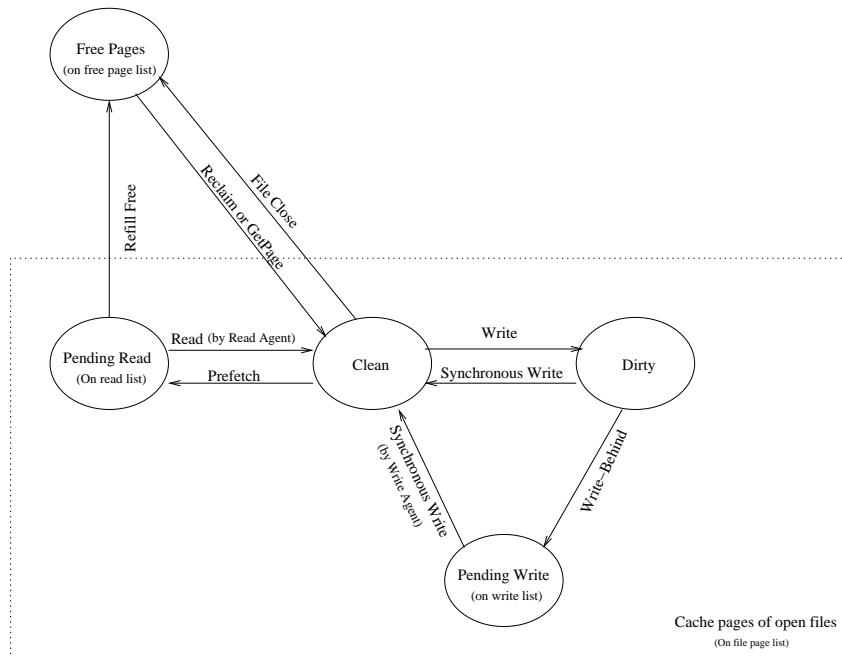 Free Pages
(on free page list)
Reclaim or GetPage
File Close
Refill Free
Pending Read
(On read list)
Read (by Read Agent)
Prefetch
Clean
Write
Synchronous Write
Dirty
Synchronous Write
(by Write Agent)
Write-Behind
Pending Write
(on write list)
Cache pages of open files
(On file page list)